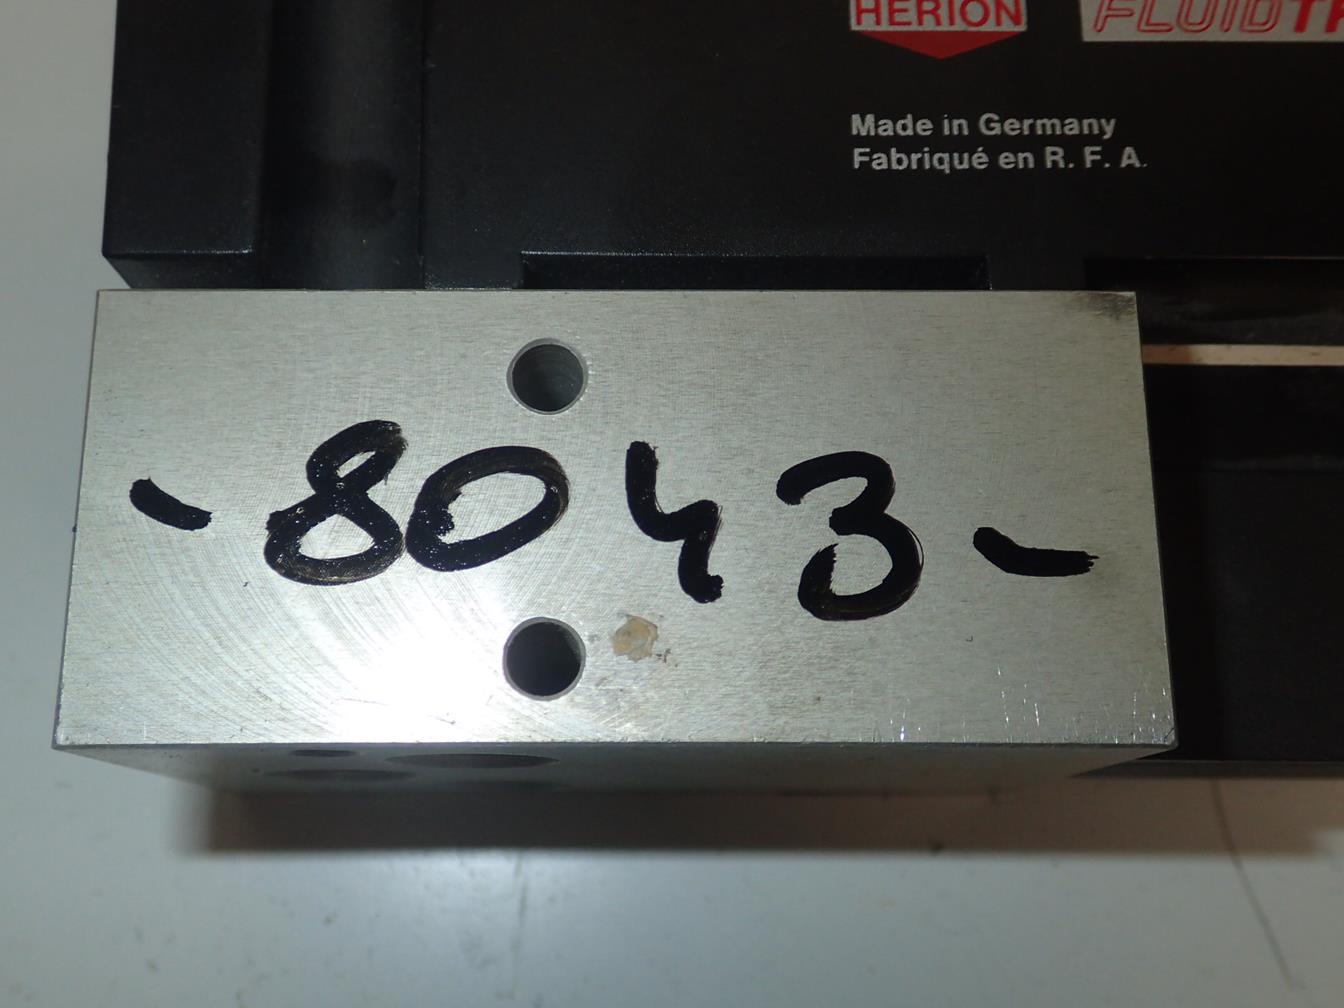 HERION
Made in Germany
Fabriqué en R. F. A.
-8043-